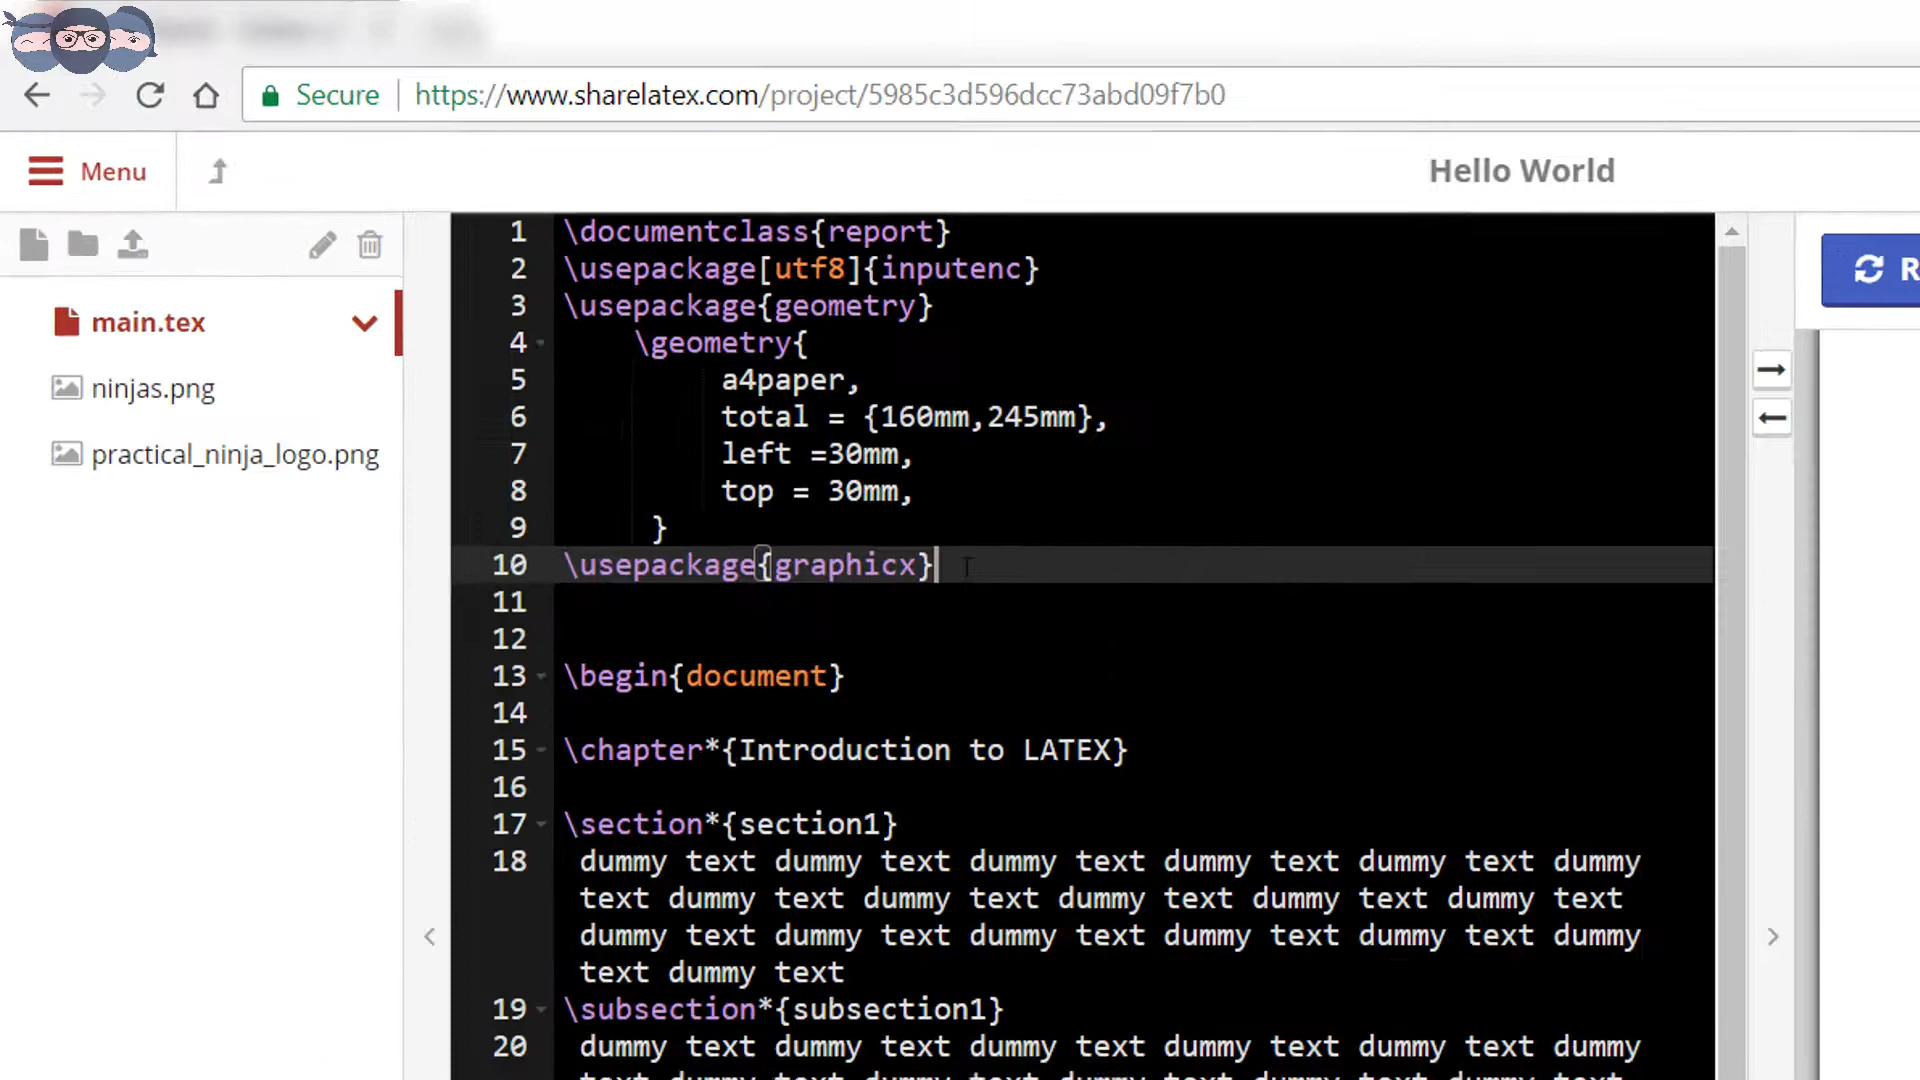 Secure https://www.sharelatex.com/project/5985c3d596dcc73abd09f7b0
Menu
Hello World
main.tex
ninjas.png
practical_ninja_logo.png
1 \documentclass{report}
2 \usepackage[utf8]{inputenc}
3 \usepackage{geometry}
4 \geometry{
5 a4paper,
6 total = {160mm,245mm},
7 left =30mm,
8 top = 30mm,
9 }
10 \usepackage{graphicx}
11
12
13 \begin{document}
14
15 \chapter*{Introduction to LATEX}
16
17 \section*{section1}
18 dummy text dummy text dummy text dummy text dummy text dummy
text dummy text dummy text dummy text dummy text dummy text
dummy text dummy text dummy text dummy text dummy text dummy
text dummy text
19 \subsection*{subsection1}
20 dummy text dummy text dummy text dummy text dummy text dummy
R